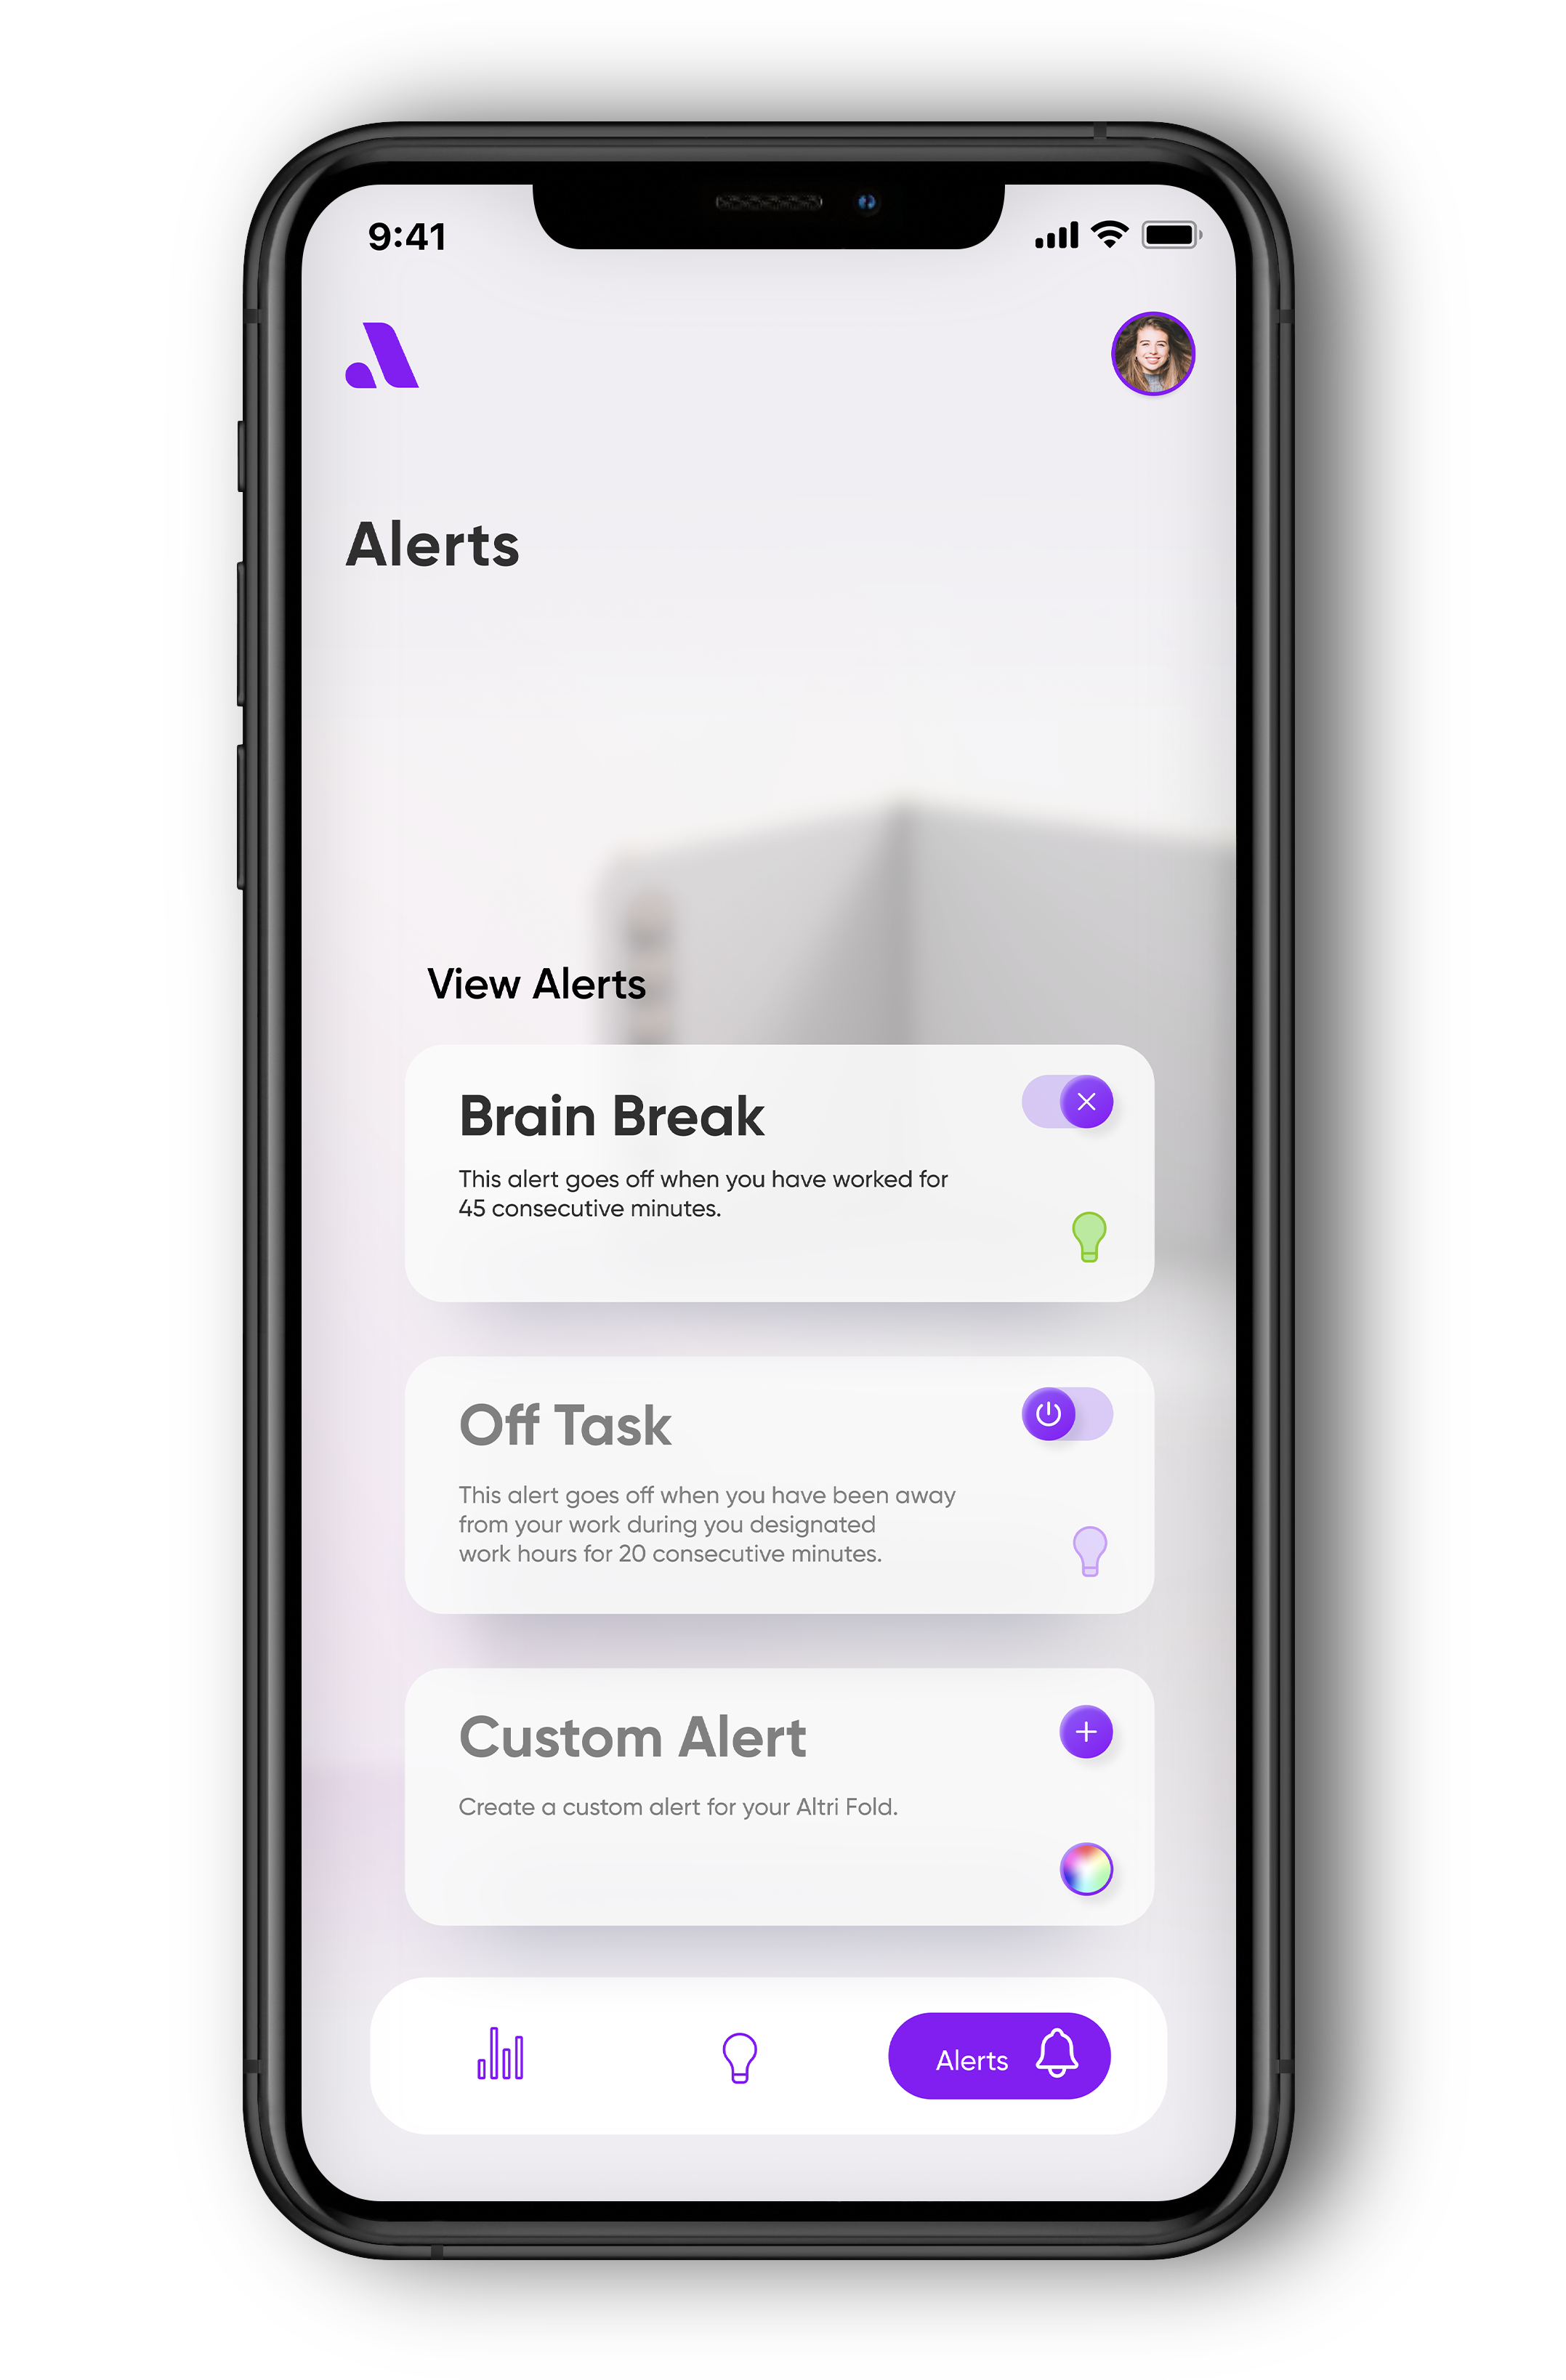 9:41
Alerts
View Alerts
Brain Break
This alert goes off when you have worked for
45 consecutive minutes.
Off Task
This alert goes off when you have been away
from your work during you designated
work hours for 20 consecutive minutes.
Custom Alert
Create a custom alert for your Altri Fold.
Alerts